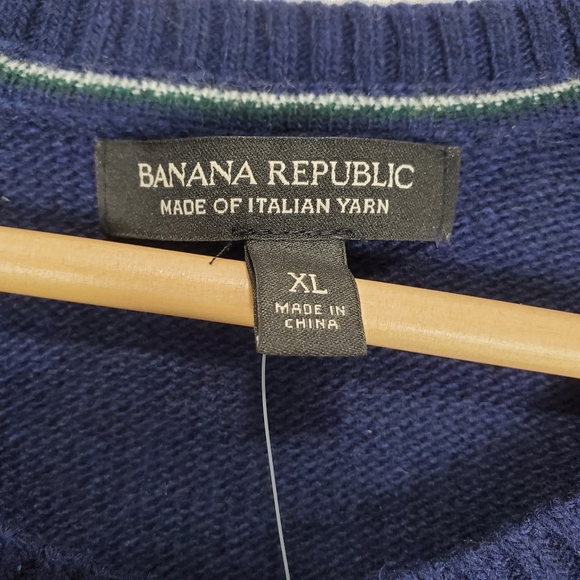 BANANA REPUBLIC
MADE OF ITALIAN YARN
XL
MADE IN
CHINA